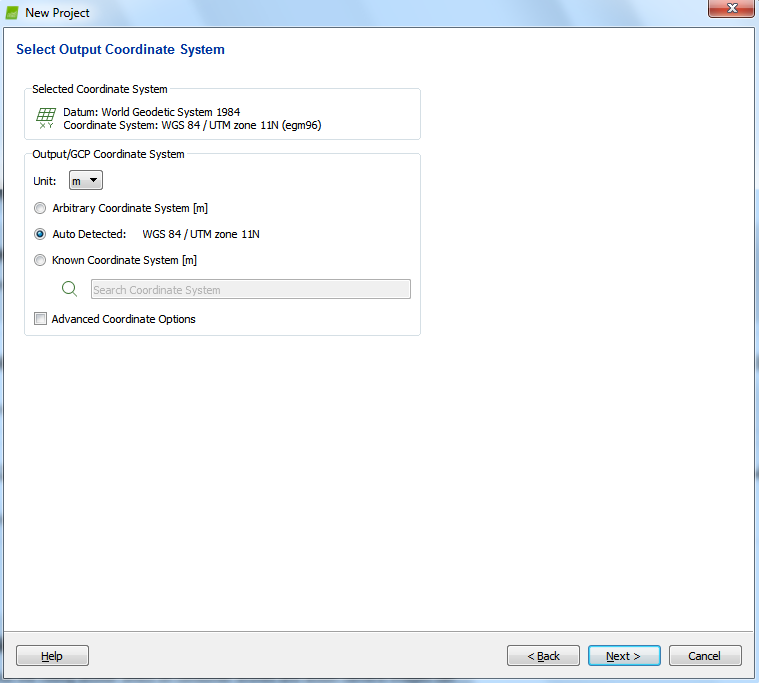 New Project
Select Output Coordinate System
Selected Coordinate System
X Y
Datum: World Geodetic System 1984
Coordinate System: WGS 84 / UTM zone 11N (egm96)
Output/GCP Coordinate System
Unit: m
Arbitrary Coordinate System [m]
Auto Detected: WGS 84 / UTM zone 11N
Known Coordinate System [m]
Search Coordinate System
Advanced Coordinate Options
Help
< Back
Next >
Cancel